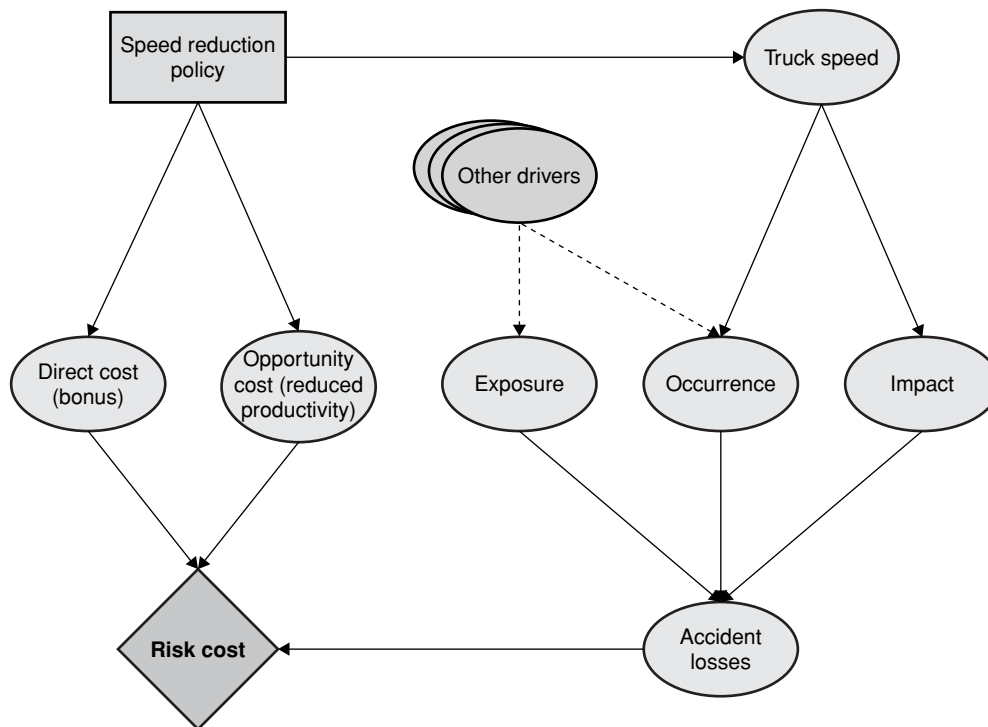 Speed reduction
policy
Truck speed
Other drivers
Direct cost
(bonus)
Opportunity
cost (reduced
productivity)
Exposure
Occurrence
Impact
Risk cost
Accident
losses